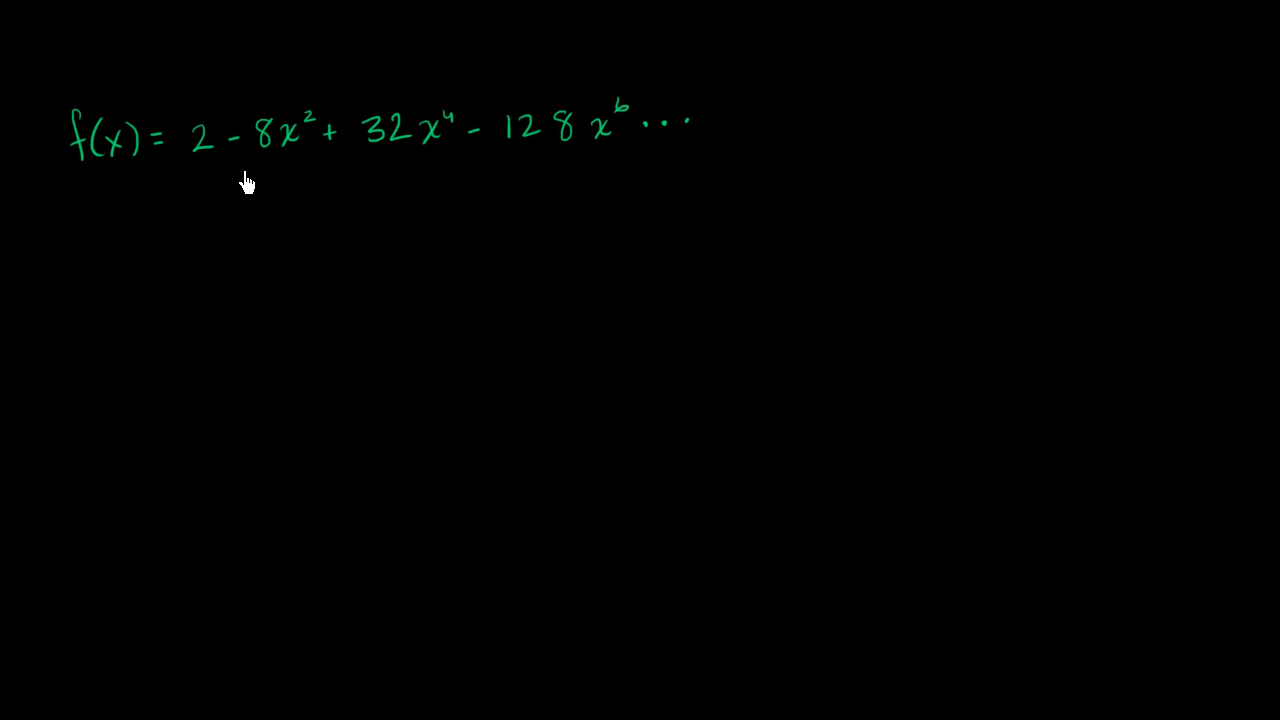 f(x) = 2 - 8x² + 32x⁴ - 128x⁶ ...